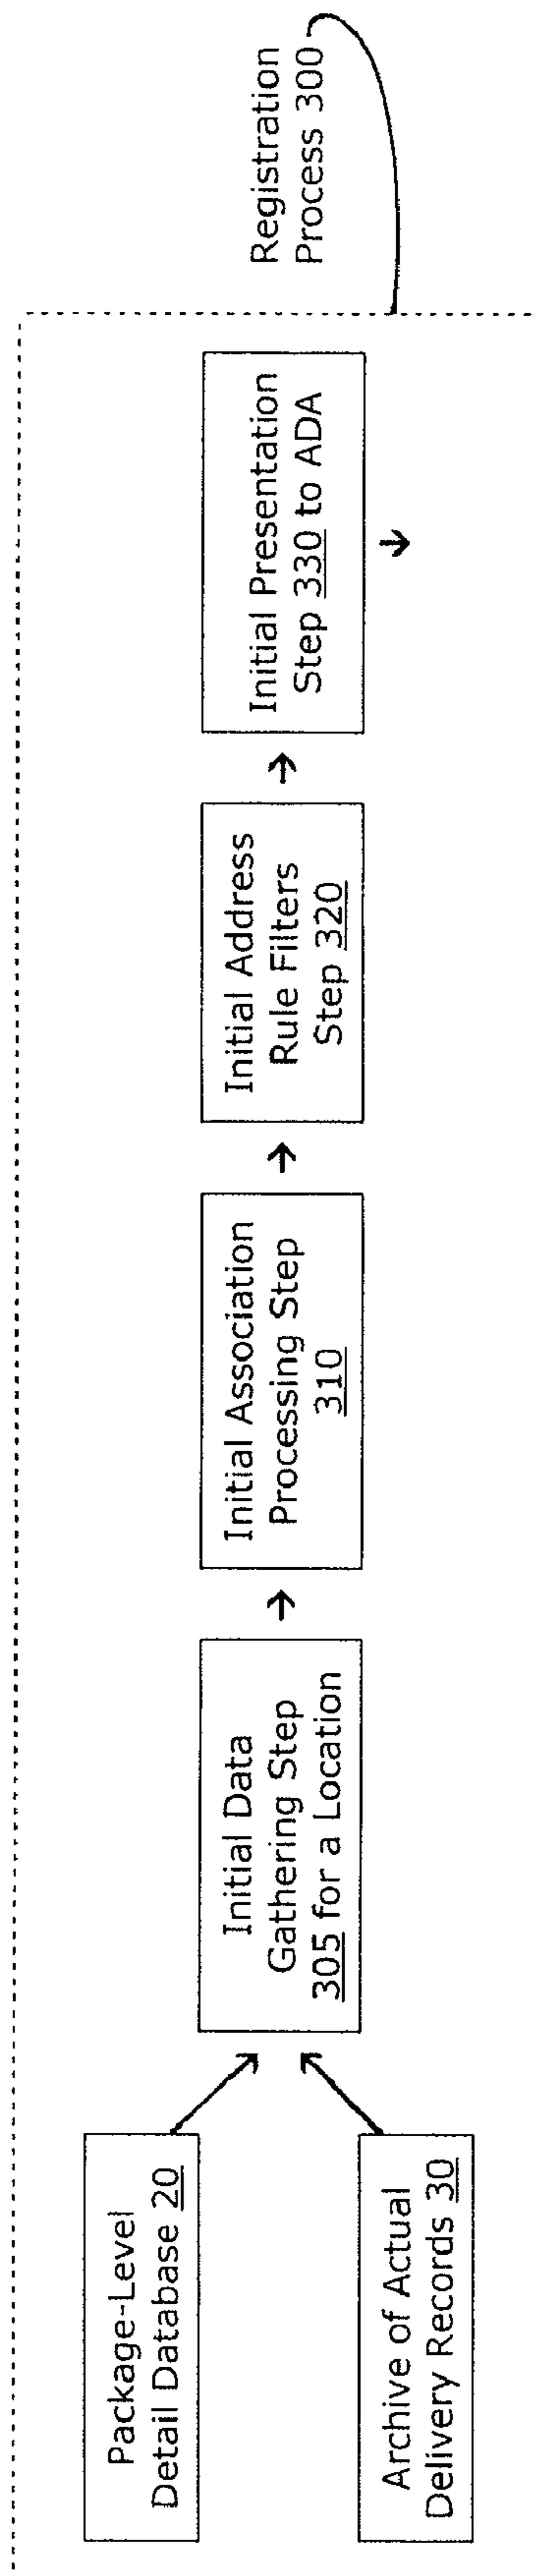 Package-Level
Detail Database 20
Archive of Actual
Delivery Records 30
Initial Data
Gathering Step
305 for a Location
Initial Association
Processing Step
310
Initial Address
Rule Filters
Step 320
Initial Presentation
Step 330 to ADA
Registration
Process 300